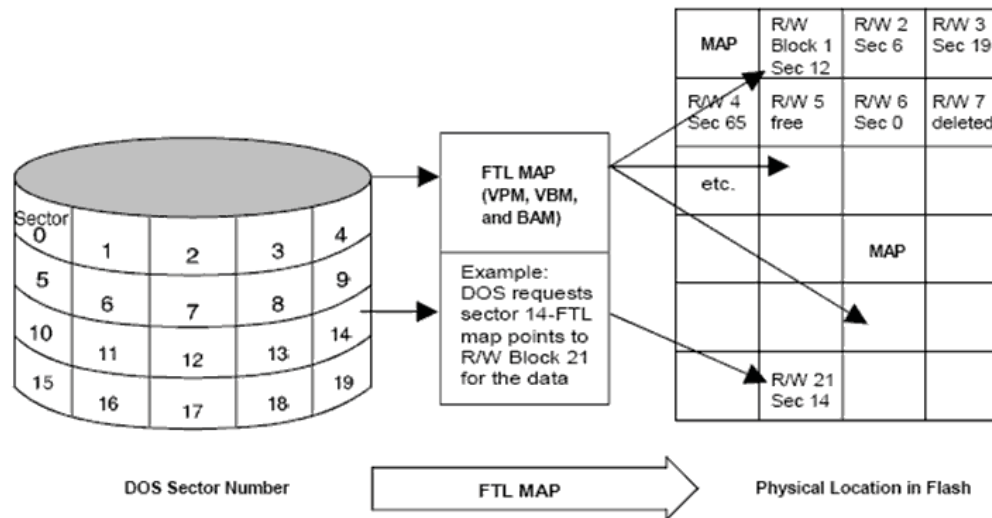 Sector
0
1
2
3
4
5
6
7
8
9
10
11
12
13
14
15
16
17
18
19
DOS Sector Number
FTL MAP
(VPM, VBM,
and BAM)
Example:
DOS requests
sector 14-FTL
map points to
R/W Block 21
for the data
FTL MAP
MAP
R/W
Block 1
Sec 12
R/W 2
Sec 6
R/W 3
Sec 19
R/W 4
Sec 65
R/W 5
free
R/W 6
Sec 0
R/W 7
deleted
etc.
MAP
R/W 21
Sec 14
Physical Location in Flash